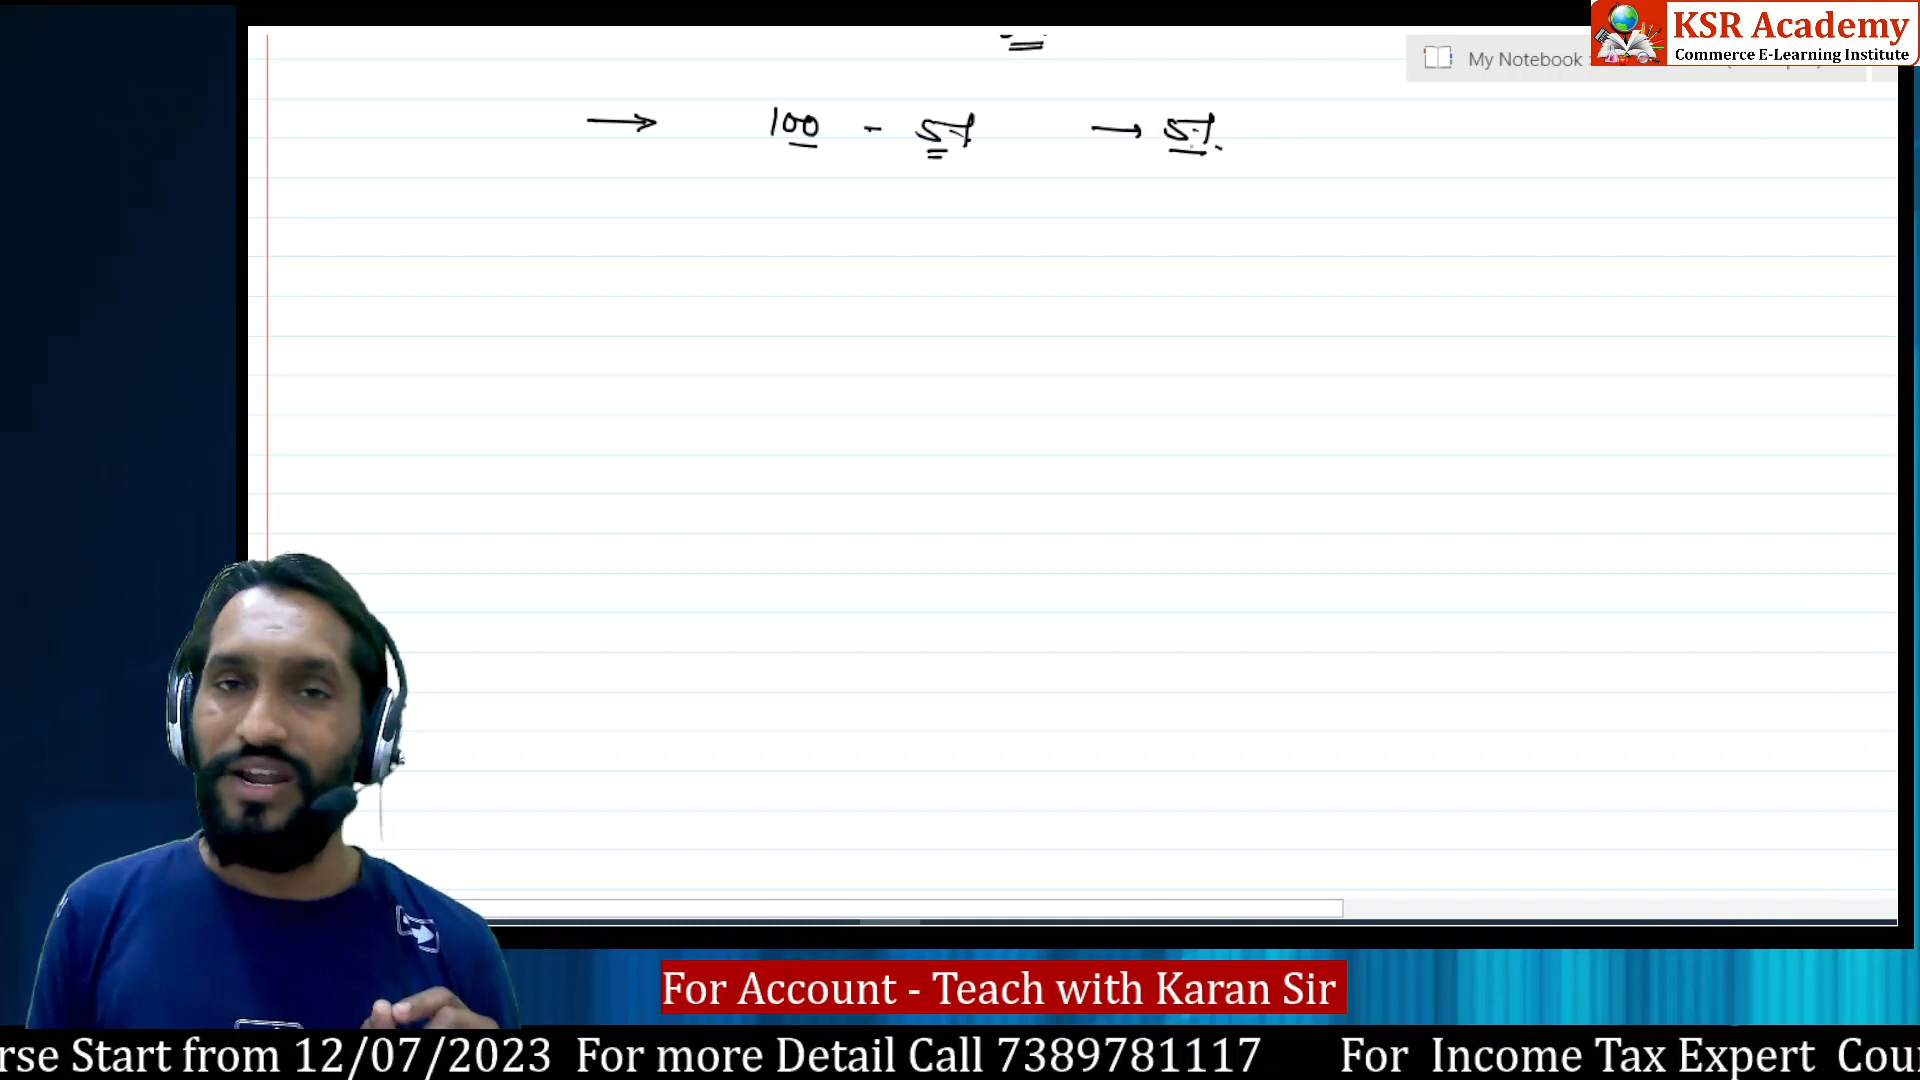 KSR Academy
Commerce E-Learning Institute
My Notebook
→ 100 - 5% → 5%.
For Account - Teach with Karan Sir
rse Start from 12/07/2023 For more Detail Call 7389781117 For Income Tax Expert Cou